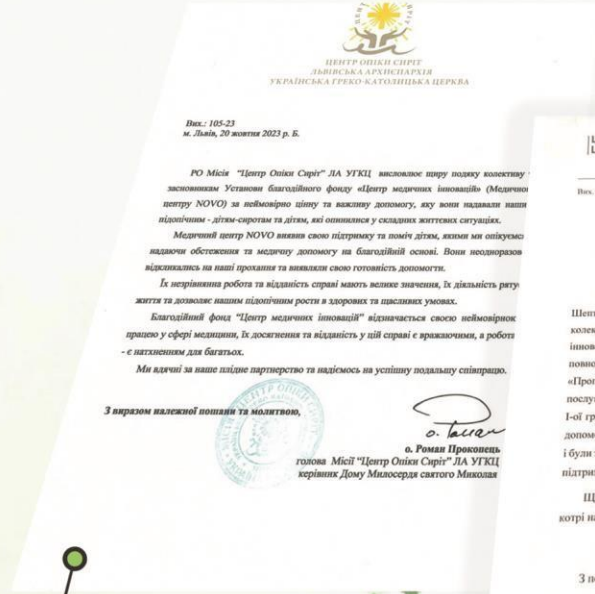 ЦЕНТР ОПІКИ СИРІТ
ЛЬВІВСЬКА АРХИЄПАРХІЯ
УКРАЇНСЬКА ГРЕКО-КАТОЛИЦЬКА ЦЕРКВА
Вих.: 105-23
м. Львів, 20 жовтня 2023 р. Б.
РО Місія "Центр Опіки Сиріт" ЛА УГКЦ висловлює щиру подяку колективу
засновникам Установи благодійного фонду «Центр медичних інновацій» (Медичної
центру NOVO) за неймовірно цінну та важливу допомогу, яку вони надавали наши
підопічним - дітям-сиротам та дітям, які опинилися у складних життєвих ситуаціях.
Медичний центр NOVO виявив свою підтримку та поміч дітям, якими ми опікуємо
надаючи обстеження та медичну допомогу на благодійній основі. Вони неодноразов
відкликались на наші прохання та виявляли свою готовність допомогти.
Їх незрівнянна робота та відданість справі мають велике значення, їх діяльність ряту
життя та дозволяє нашим підопічним рости в здорових та щасливих умовах.
Благодійний фонд "Центр медичних інновацій" відзначається своєю неймовірною
працею у сфері медицини, їх досягнення та відданість у цій справі є вражаючими, а робота
- є натхненням для багатьох.
Ми вдячні за наше плідне партнерство та надіємось на успішну подальшу співпрацю.
З виразом належної пошани та молитвою,
о. Роман
о. Роман Прокопець
голова Місії "Центр Опіки Сиріт" ЛА УГКЦ
керівник Дому Милосердя святого Миколая
Вих.
Шепт
колек
іннов
повно
«Прог
послу
І-ої гр
допом
і були
підтри
Щ
котрі на
З по